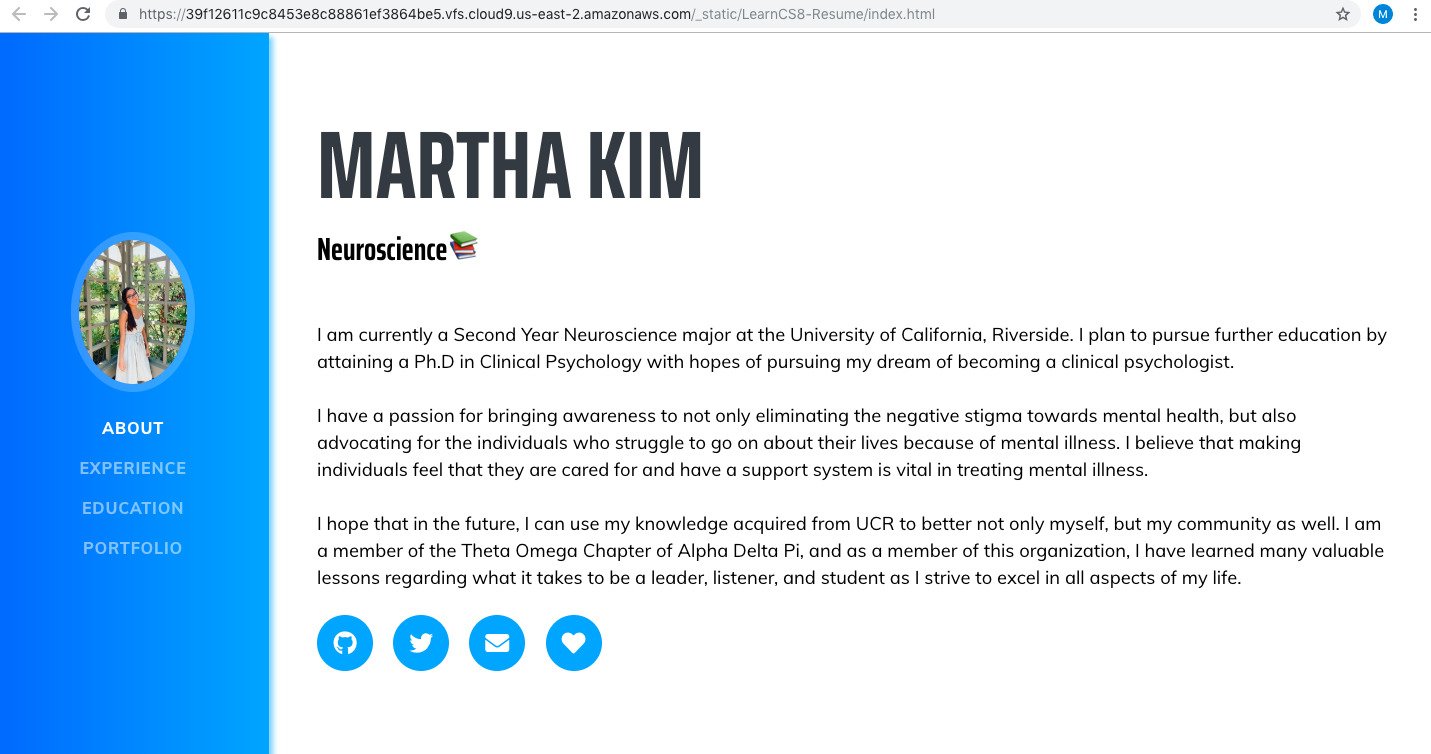 https://39f12611c9c8453e8c88861ef3864be5.vfs.cloud9.us-east-2.amazonaws.com/_static/LearnCS8-Resume/index.html
M
MARTHA KIM
Neuroscience
I am currently a Second Year Neuroscience major at the University of California, Riverside. I plan to pursue further education by
attaining a Ph.D in Clinical Psychology with hopes of pursuing my dream of becoming a clinical psychologist.
ABOUT
EXPERIENCE
EDUCATION
PORTFOLIO
I have a passion for bringing awareness to not only eliminating the negative stigma towards mental health, but also
advocating for the individuals who struggle to go on about their lives because of mental illness. I believe that making
individuals feel that they are cared for and have a support system is vital in treating mental illness.
I hope that in the future, I can use my knowledge acquired from UCR to better not only myself, but my community as well. I am
a member of the Theta Omega Chapter of Alpha Delta Pi, and as a member of this organization, I have learned many valuable
lessons regarding what it takes to be a leader, listener, and student as I strive to excel in all aspects of my life.